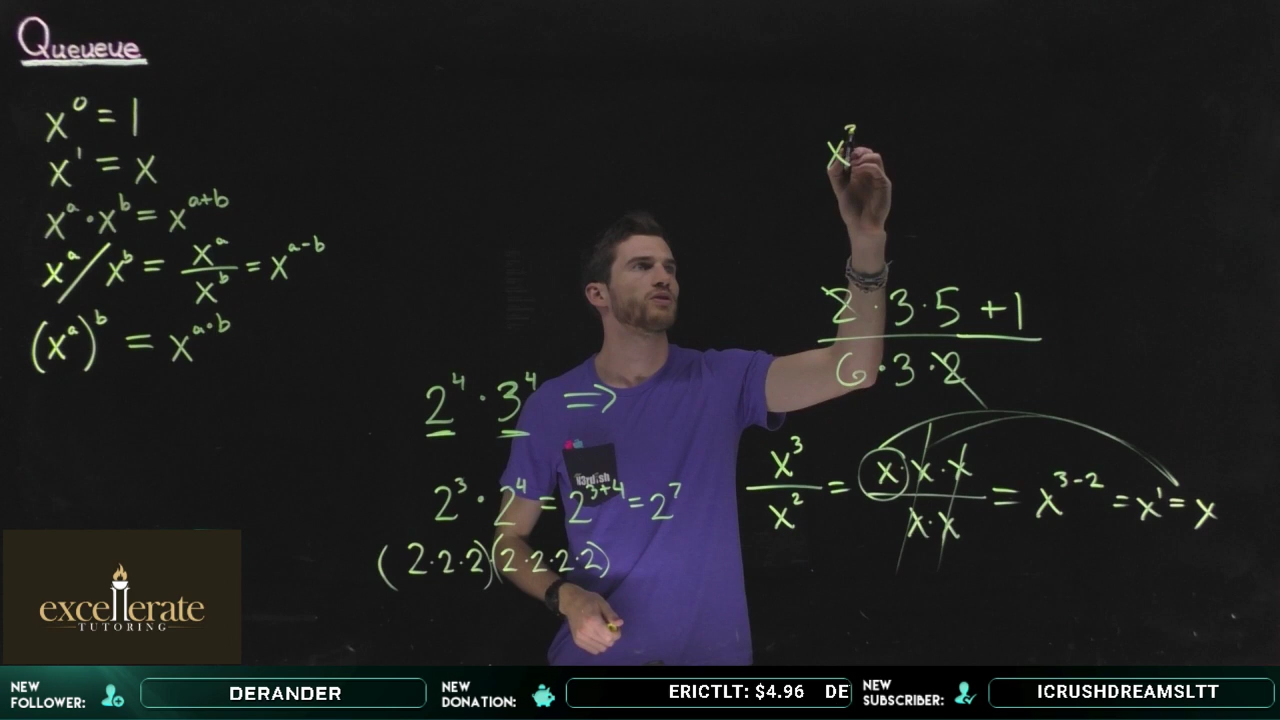 Queueue
x⁰ = 1
x¹ = x
xᵃ · xᵇ = xᵃ⁺ᵇ
xᵃ / xᵇ = xᵃ/xᵇ = xᵃ⁻ᵇ
(xᵃ)ᵇ = xᵃ·ᵇ
x³
2 · 3 · 5 + 1
6 · 3 · 2
2⁴ · 3⁴ =>
2³ · 2⁴ = 2³⁺⁴ = 2⁷
(2·2·2)(2·2·2·2)
x³/x² = x·x·x/x·x = x³⁻² = x¹ = x
excellerate
TUTORING
NEW FOLLOWER: DERANDER
NEW DONATION: ERICTLT: $4.96 DE
NEW SUBSCRIBER: ICRUSHDREAMSLTT